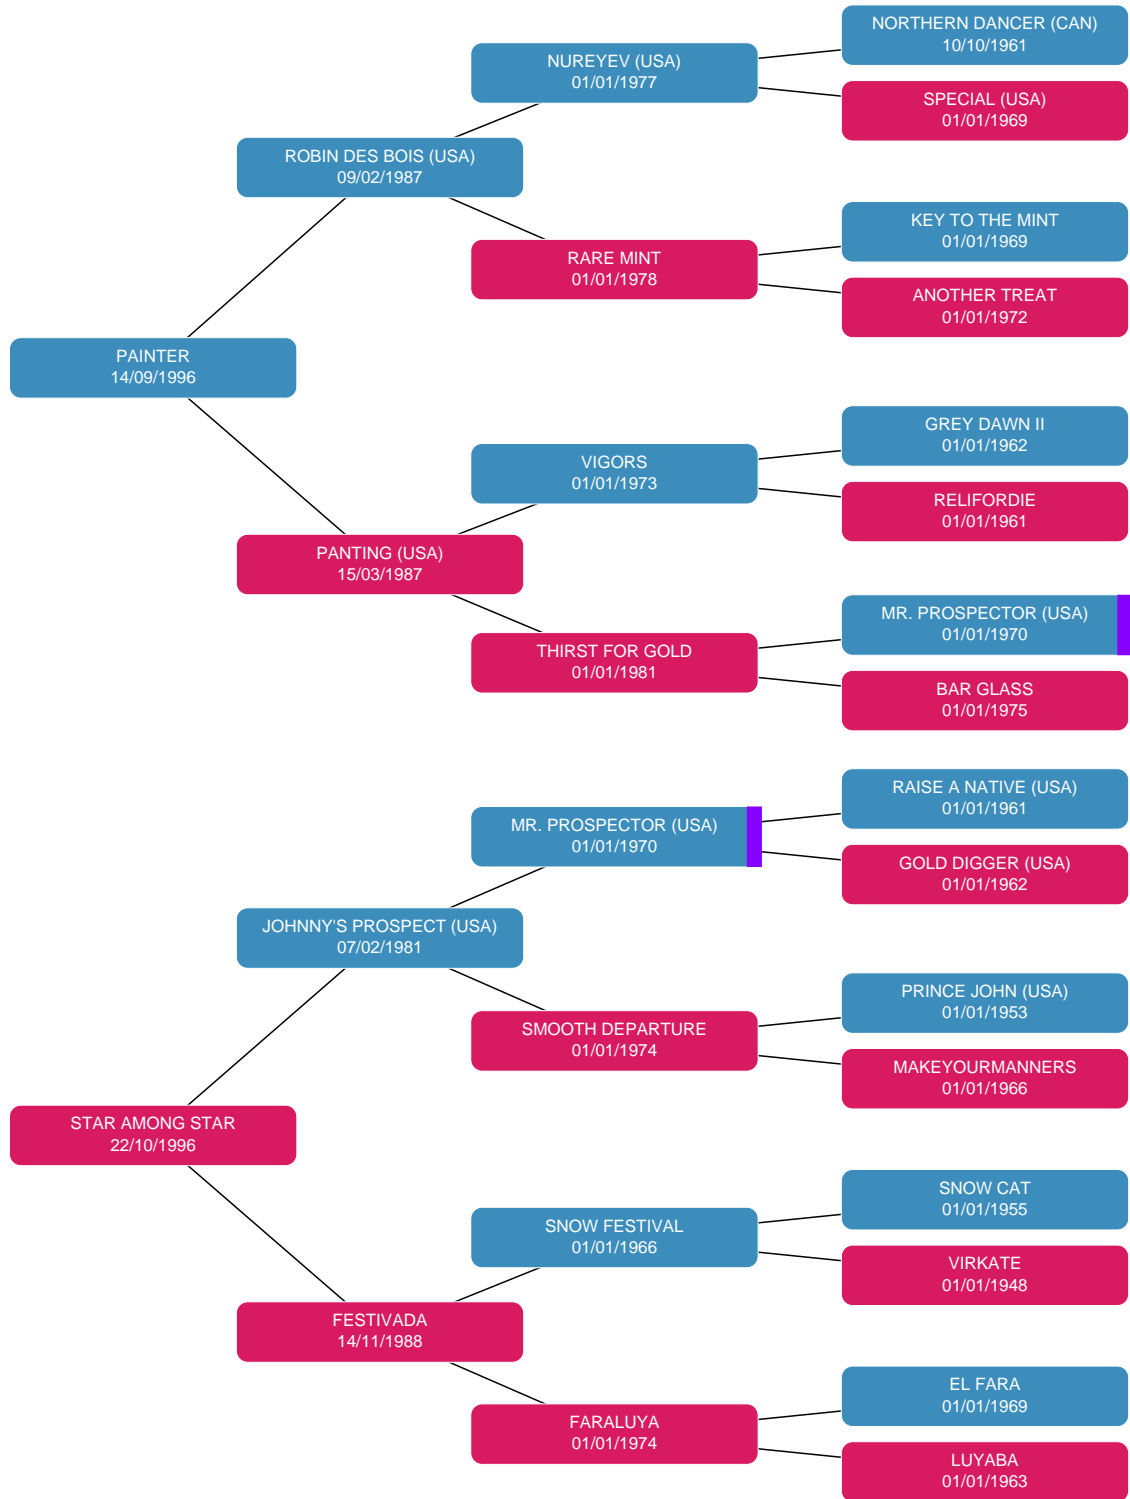 NORTHERN DANCER (CAN)
10/10/1961
NUREYEV (USA)
01/01/1977
SPECIAL (USA)
01/01/1969
ROBIN DES BOIS (USA)
09/02/1987
KEY TO THE MINT
01/01/1969
RARE MINT
01/01/1978
ANOTHER TREAT
01/01/1972
PAINTER
14/09/1996
GREY DAWN II
01/01/1962
VIGORS
01/01/1973
RELIFORDIE
01/01/1961
PANTING (USA)
15/03/1987
MR. PROSPECTOR (USA)
01/01/1970
THIRST FOR GOLD
01/01/1981
BAR GLASS
01/01/1975
RAISE A NATIVE (USA)
01/01/1961
MR. PROSPECTOR (USA)
01/01/1970
GOLD DIGGER (USA)
01/01/1962
JOHNNY'S PROSPECT (USA)
07/02/1981
PRINCE JOHN (USA)
01/01/1953
SMOOTH DEPARTURE
01/01/1974
MAKEYOURMANNERS
01/01/1966
STAR AMONG STAR
22/10/1996
SNOW CAT
01/01/1955
SNOW FESTIVAL
01/01/1966
VIRKATE
01/01/1948
FESTIVADA
14/11/1988
EL FARA
01/01/1969
FARALUYA
01/01/1974
LUYABA
01/01/1963